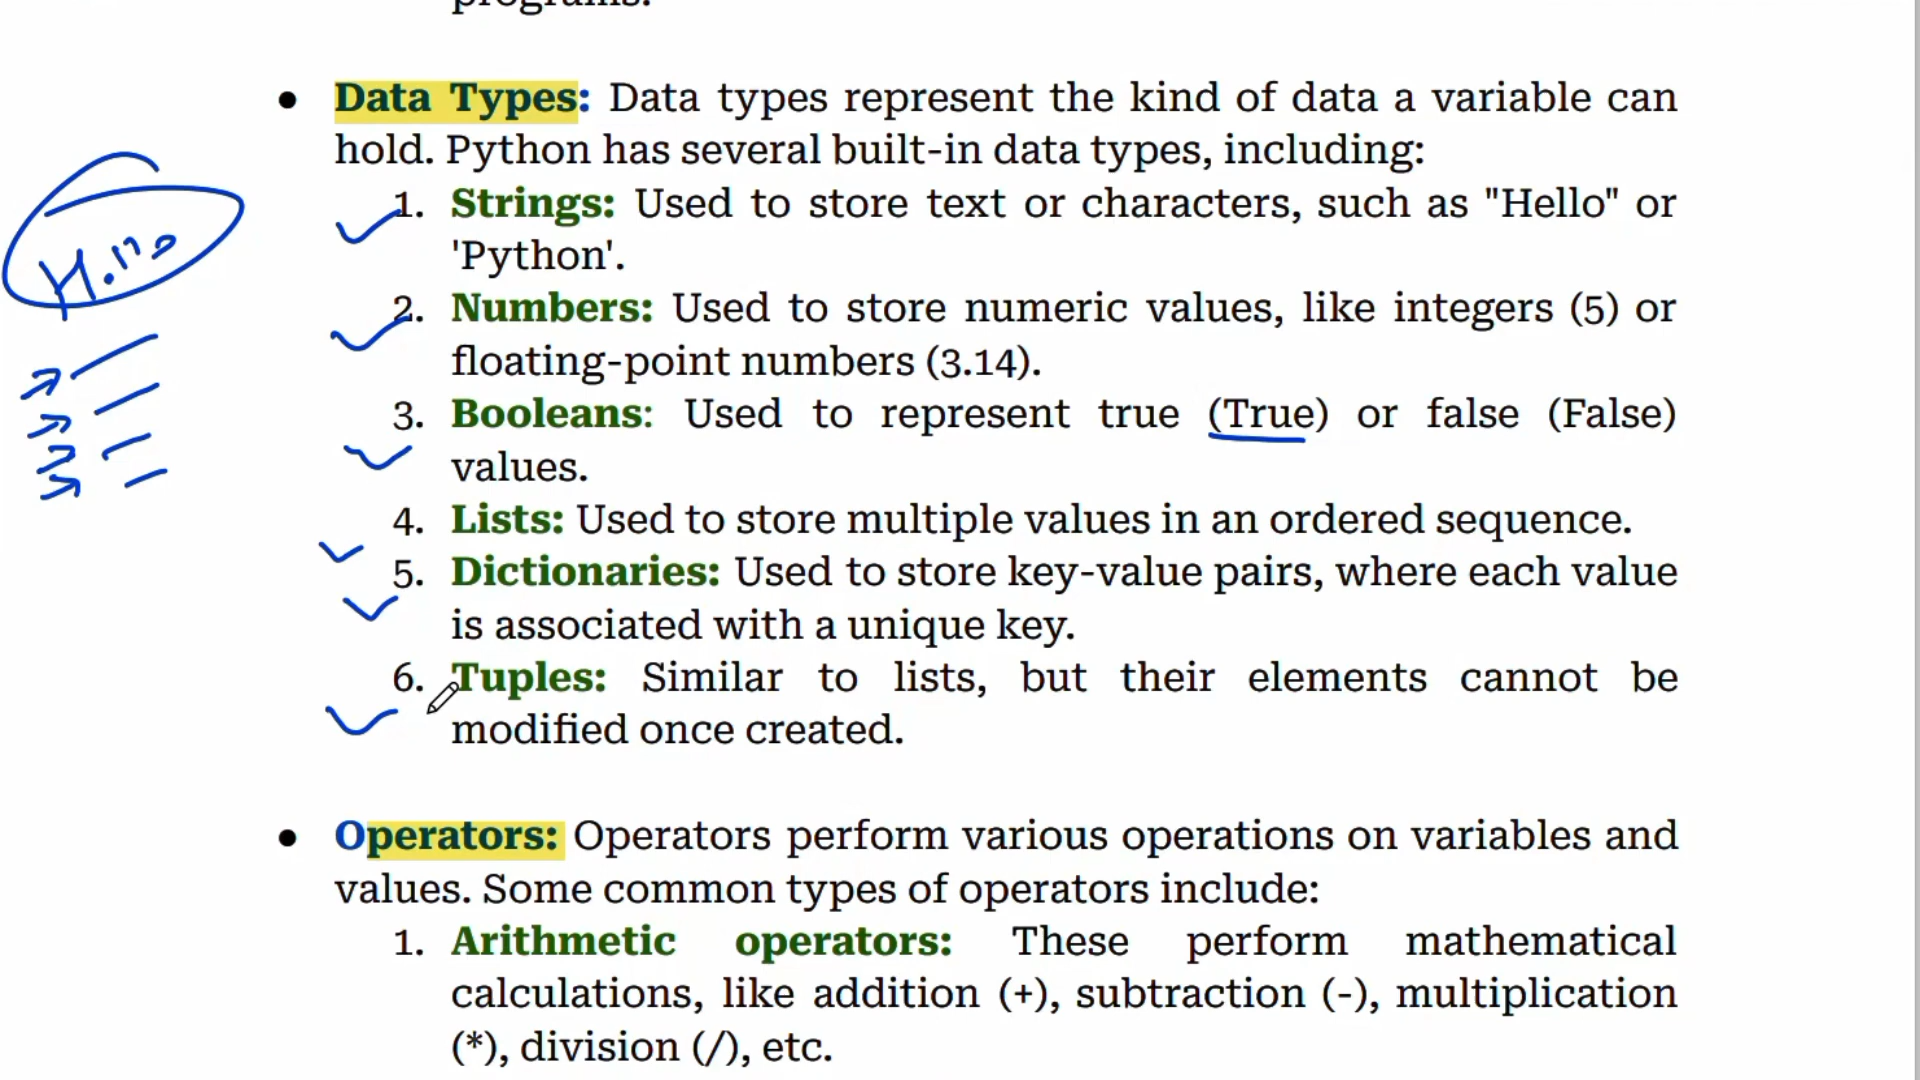 programs.
● Data Types: Data types represent the kind of data a variable can
hold. Python has several built-in data types, including:
1. Strings: Used to store text or characters, such as "Hello" or
'Python'.
2. Numbers: Used to store numeric values, like integers (5) or
floating-point numbers (3.14).
3. Booleans: Used to represent true (True) or false (False)
values.
4. Lists: Used to store multiple values in an ordered sequence.
5. Dictionaries: Used to store key-value pairs, where each value
is associated with a unique key.
6. Tuples: Similar to lists, but their elements cannot be
modified once created.
● Operators: Operators perform various operations on variables and
values. Some common types of operators include:
1. Arithmetic operators: These perform mathematical
calculations, like addition (+), subtraction (-), multiplication
(*), division (/), etc.